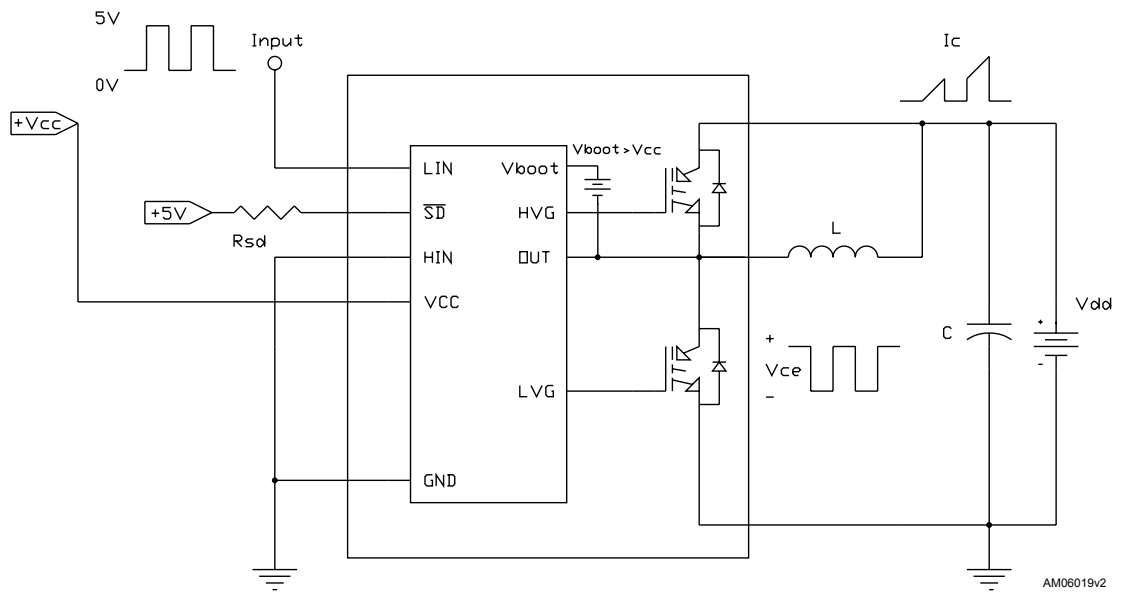 5V
Input
Ic
0V
+Vcc
Vboot>Vcc
LIN
Vboot
+5V
SD
HVG
Rsd
L
HIN
OUT
VCC
Vdd
+
C
+
Vce
-
-
LVG
GND
AM06019v2